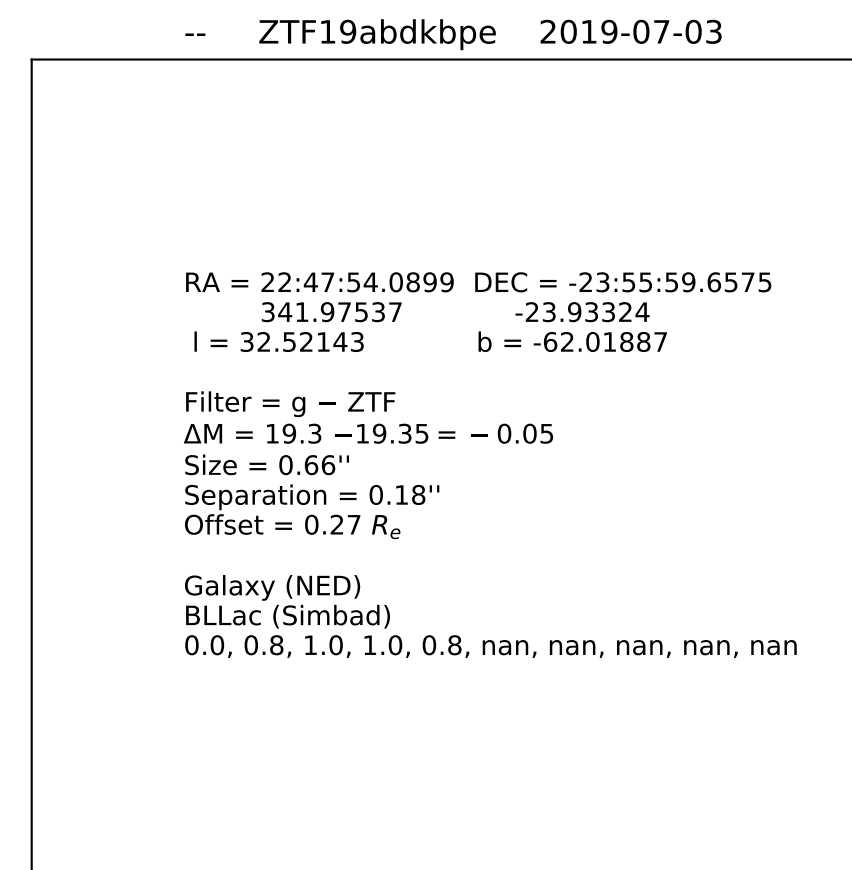 -- ZTF19abdkbpe 2019-07-03
RA = 22:47:54.0899 DEC = -23:55:59.6575
341.97537 -23.93324
l = 32.52143 b = -62.01887
Filter = g − ZTF
ΔM = 19.3 −19.35 = − 0.05
Size = 0.66''
Separation = 0.18''
Offset = 0.27 Re
Galaxy (NED)
BLLac (Simbad)
0.0, 0.8, 1.0, 1.0, 0.8, nan, nan, nan, nan, nan